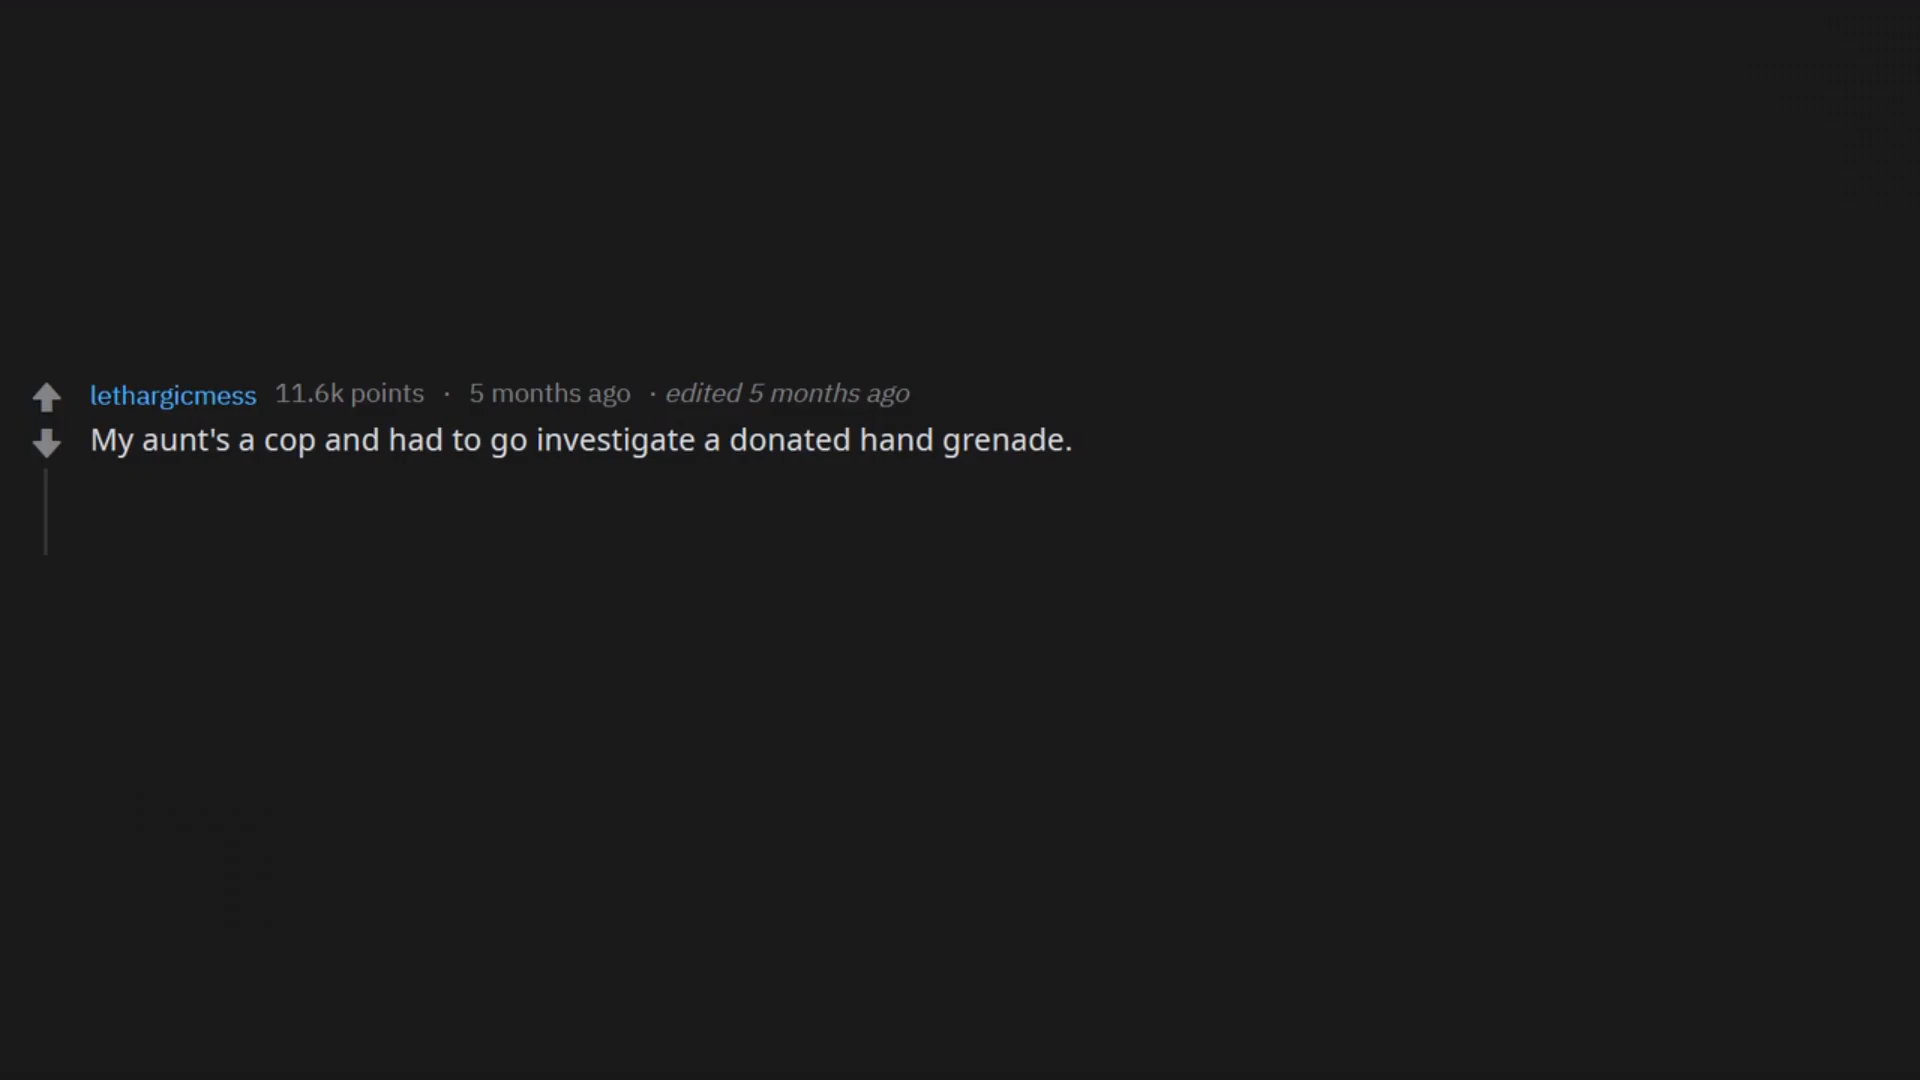 lethargicmess 11.6k points · 5 months ago · edited 5 months ago
My aunt's a cop and had to go investigate a donated hand grenade.